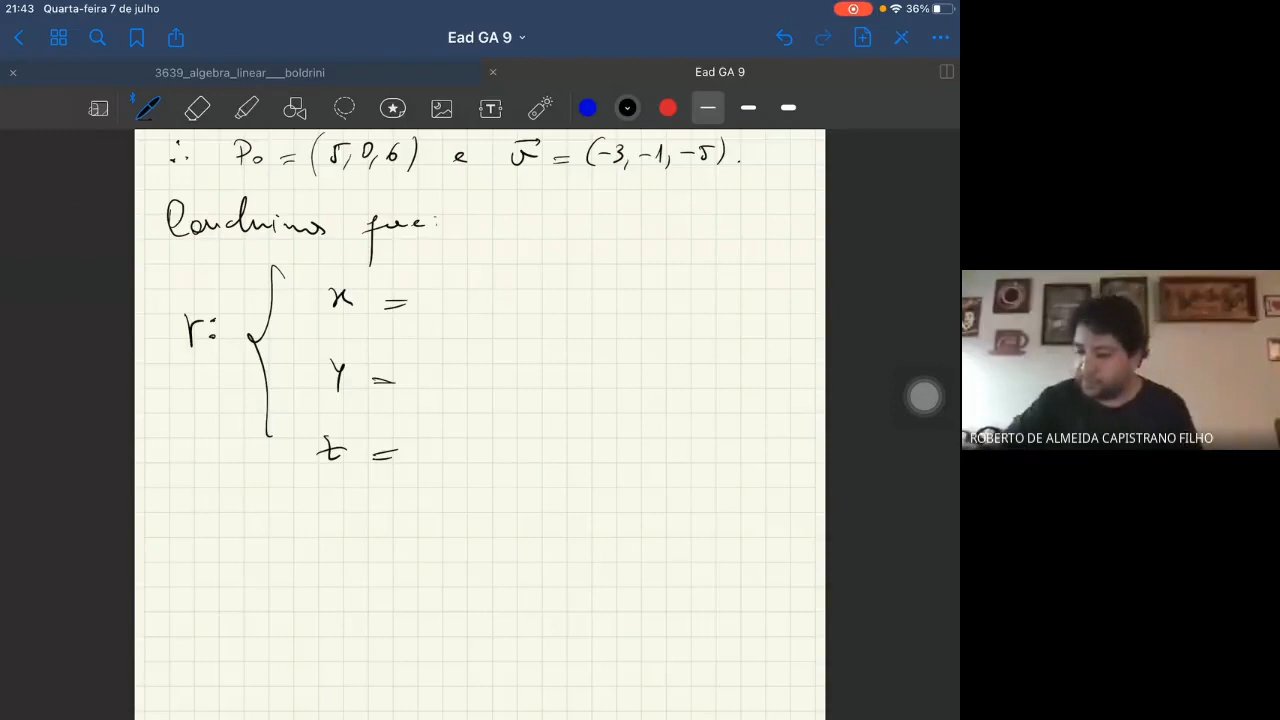 21:43 Quarta-feira 7 de julho 36%
Ead GA 9
3639_algebra_linear___boldrini Ead GA 9
∴ P₀ = (5, 0, 6) e v⃗ = (-3, -1, -5).
Concluimos que:
x =
r: {
y =
z =
ROBERTO DE ALMEIDA CAPISTRANO FILHO